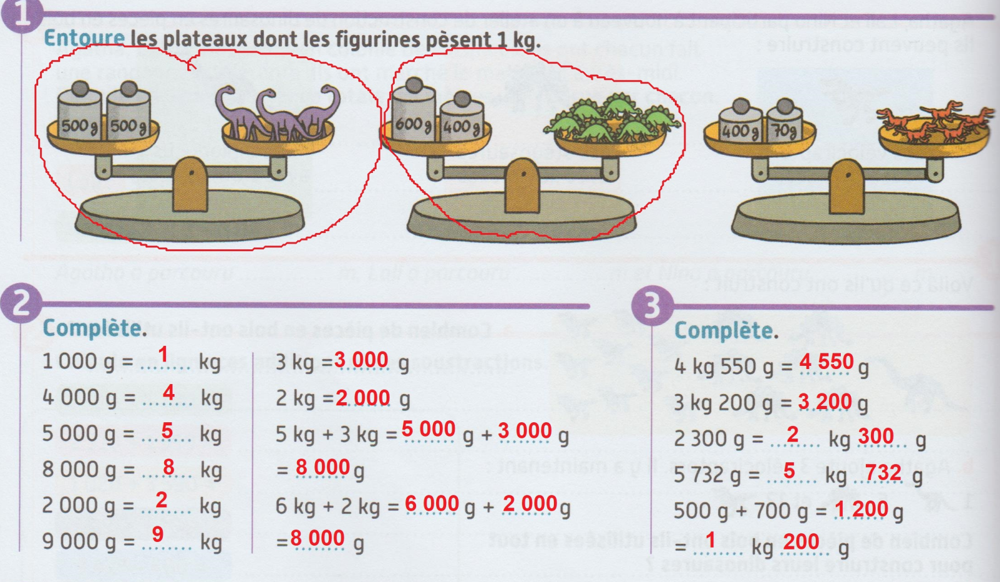 1
Entoure les plateaux dont les figurines pèsent 1 kg.
500 g 500 g
600 g 400 g
400 g 70 g
2
Complète.
1 000 g = 1 kg
4 000 g = 4 kg
5 000 g = 5 kg
8 000 g = 8 kg
2 000 g = 2 kg
9 000 g = 9 kg
3 kg = 3 000 g
2 kg = 2 000 g
5 kg + 3 kg = 5 000 g + 3 000 g
= 8 000 g
6 kg + 2 kg = 6 000 g + 2 000 g
= 8 000 g
3
Complète.
4 kg 550 g = 4 550 g
3 kg 200 g = 3 200 g
2 300 g = 2 kg 300 g
5 732 g = 5 kg 732 g
500 g + 700 g = 1 200 g
= 1 kg 200 g